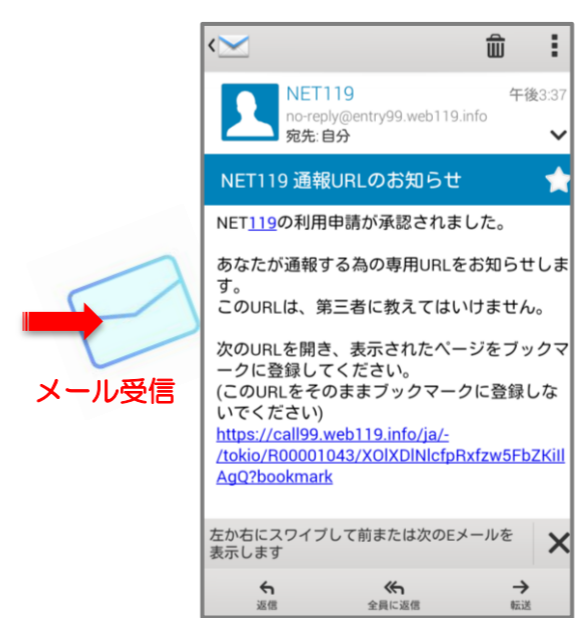 NET119
午後3:37
no-reply@entry99.web119.info
宛先: 自分
NET119 通報URLのお知らせ
NET119の利用申請が承認されました。
あなたが通報する為の専用URLをお知らせしま
す。
このURLは、第三者に教えてはいけません。
次のURLを開き、表示されたページをブックマ
ークに登録してください。
(このURLをそのままブックマークに登録しな
いでください)
https://call99.web119.info/ja/-
/tokio/R00001043/XOlXDlNlcfpRxfzw5FbZKiIl
AgQ?bookmark
メール受信
左か右にスワイプして前または次のEメールを
表示します
返信
全員に返信
転送